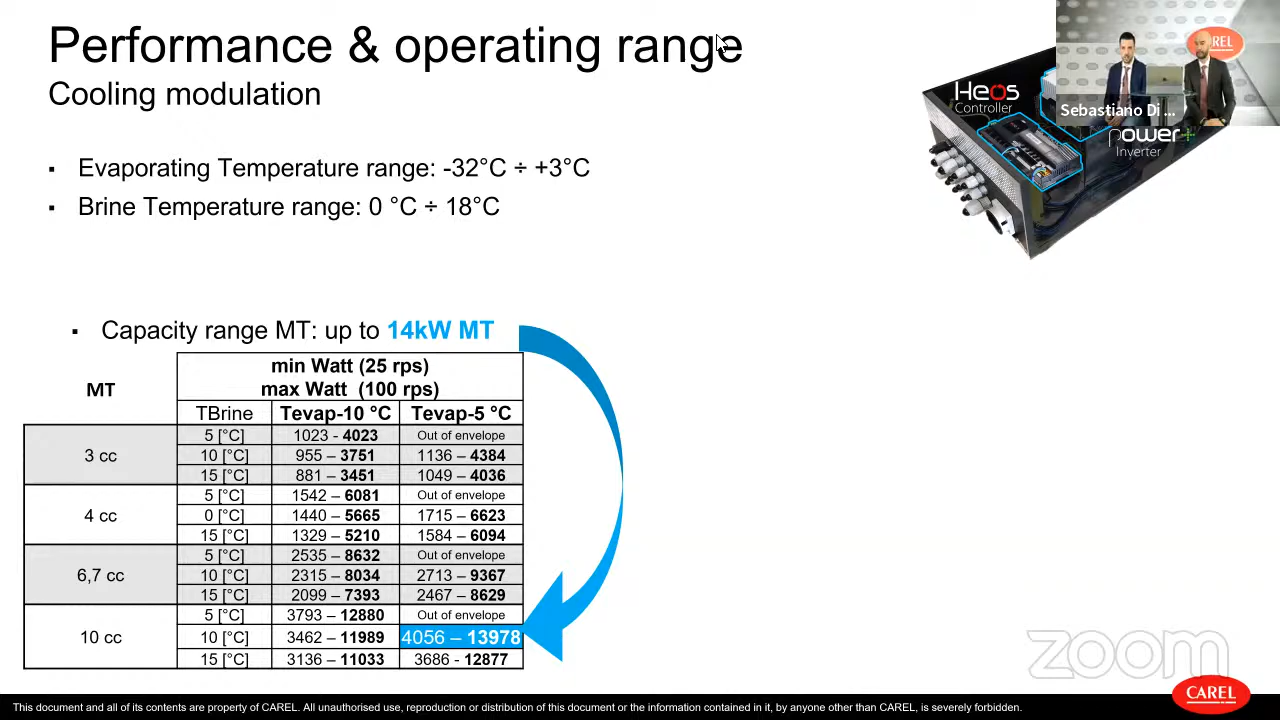 Performance & operating range
Cooling modulation
▪ Evaporating Temperature range: -32°C ÷ +3°C
▪ Brine Temperature range: 0 °C ÷ 18°C
Heos
Controller
CAREL
Sebastiano Di ...
power+
Inverter
▪ Capacity range MT: up to 14kW MT
MT
min Watt (25 rps)
max Watt (100 rps)
TBrine Tevap-10 °C Tevap-5 °C
3 cc
5 [°C] 1023 - 4023 Out of envelope
10 [°C] 955 – 3751 1136 – 4384
15 [°C] 881 – 3451 1049 – 4036
4 cc
5 [°C] 1542 – 6081 Out of envelope
0 [°C] 1440 – 5665 1715 – 6623
15 [°C] 1329 – 5210 1584 – 6094
6,7 cc
5 [°C] 2535 – 8632 Out of envelope
10 [°C] 2315 – 8034 2713 – 9367
15 [°C] 2099 – 7393 2467 – 8629
10 cc
5 [°C] 3793 – 12880 Out of envelope
10 [°C] 3462 – 11989 4056 – 13978
15 [°C] 3136 – 11033 3686 - 12877
zoom
CAREL
This document and all of its contents are property of CAREL. All unauthorised use, reproduction or distribution of this document or the information contained in it, by anyone other than CAREL, is severely forbidden.